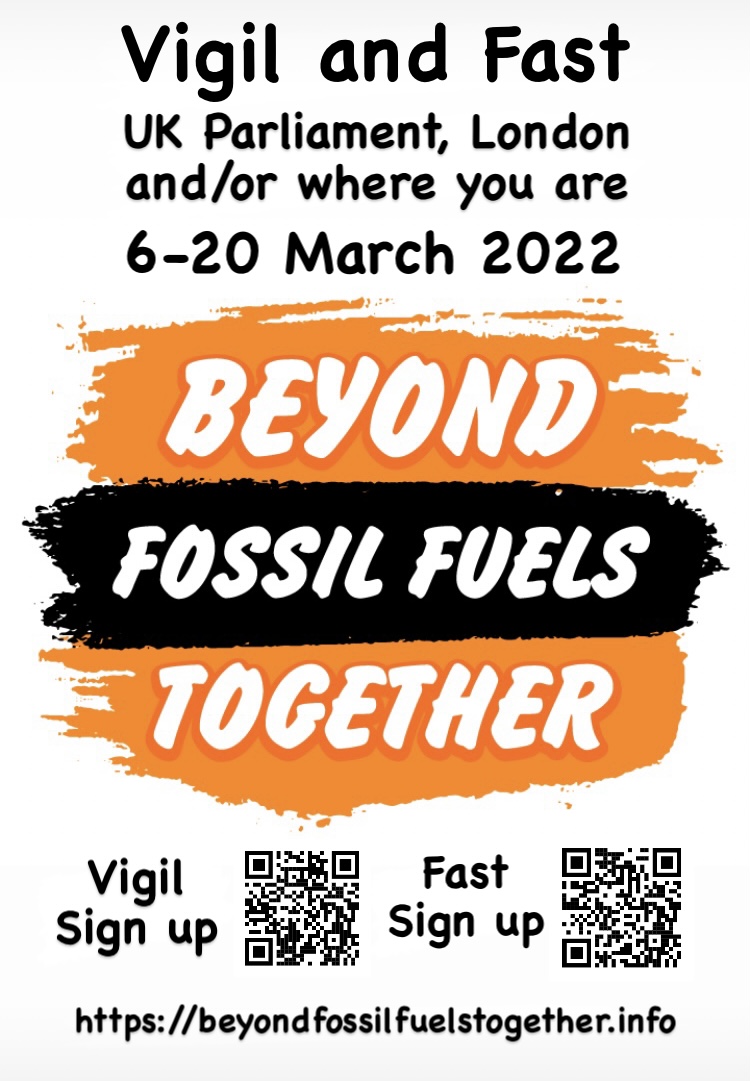 Vigil and Fast
UK Parliament, London
and/or where you are
6-20 March 2022
BEYOND
FOSSIL FUELS
TOGETHER
Vigil
Sign up
Fast
Sign up
https://beyondfossilfuelstogether.info